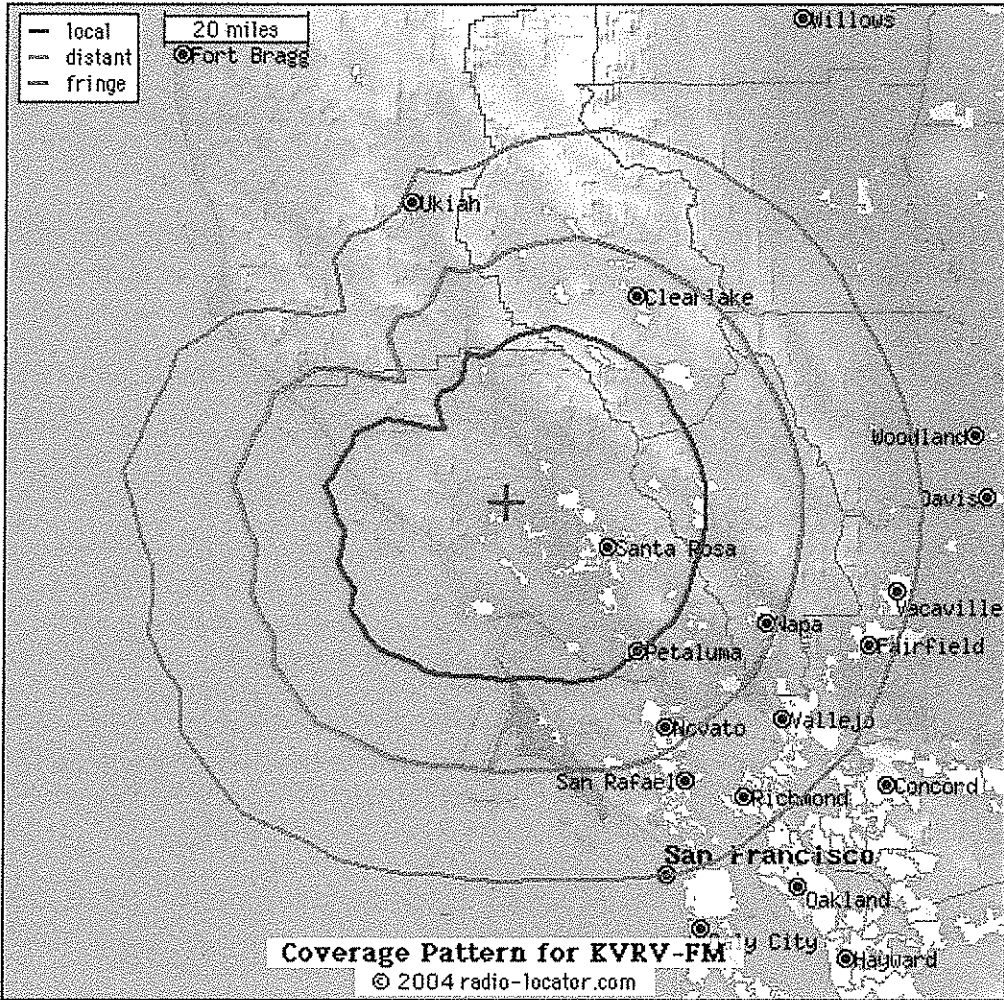 local
distant
fringe
20 miles
Fort Bragg
Willows
Ukiah
Clearlake
Woodland
Davis
Santa Rosa
Vacaville
Napa
Petaluma
Fairfield
Novato
Vallejo
San Rafael
Richmond
Concord
San Francisco
Oakland
Daly City
Hayward
Coverage Pattern for KVRV-FM
© 2004 radio-locator.com